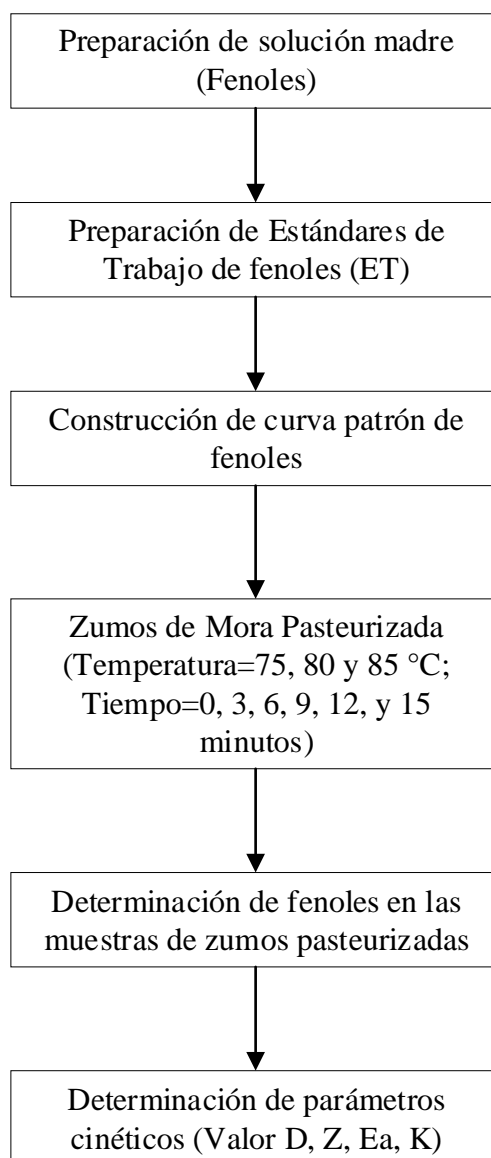 Preparación de solución madre
(Fenoles)
Preparación de Estándares de
Trabajo de fenoles (ET)
Construcción de curva patrón de
fenoles
Zumos de Mora Pasteurizada
(Temperatura=75, 80 y 85 °C;
Tiempo=0, 3, 6, 9, 12, y 15
minutos)
Determinación de fenoles en las
muestras de zumos pasteurizadas
Determinación de parámetros
cinéticos (Valor D, Z, Ea, K)